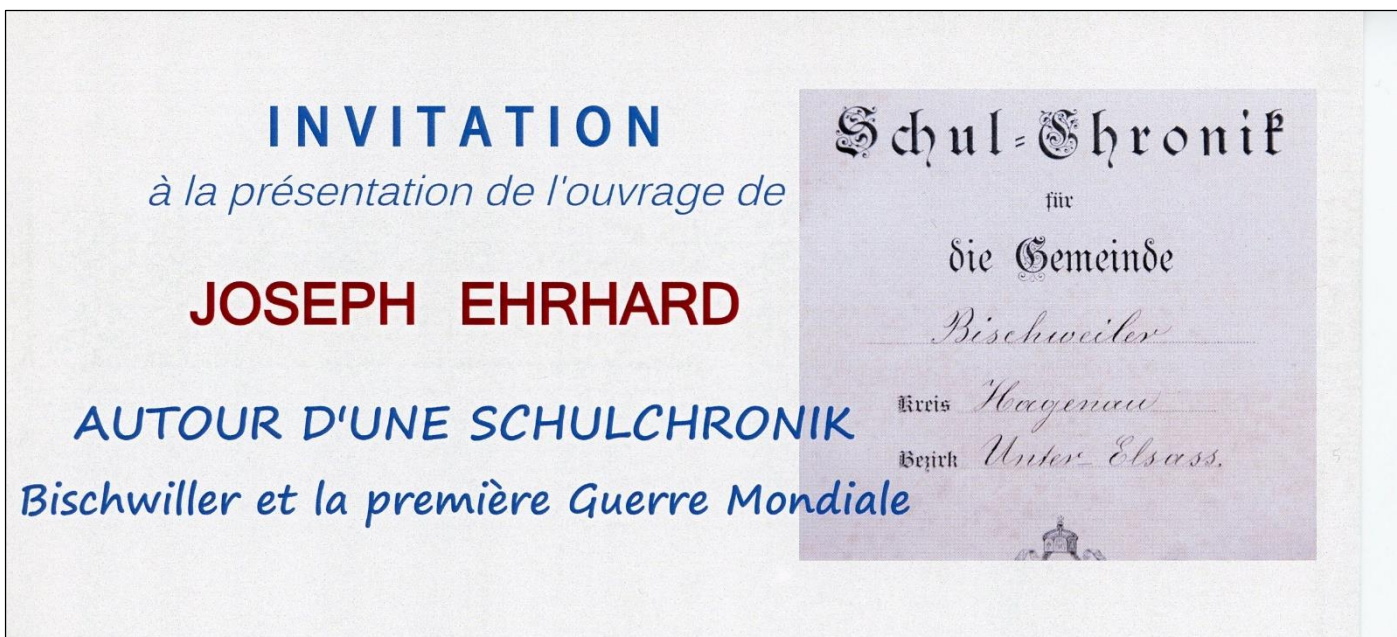 INVITATION
à la présentation de l'ouvrage de
JOSEPH EHRHARD
AUTOUR D'UNE SCHULCHRONIK
Bischwiller et la première Guerre Mondiale
Schul-Chronik
für
die Gemeinde
Bischweiler
Kreis Hagenau
Bezirk Unter-Elsass.